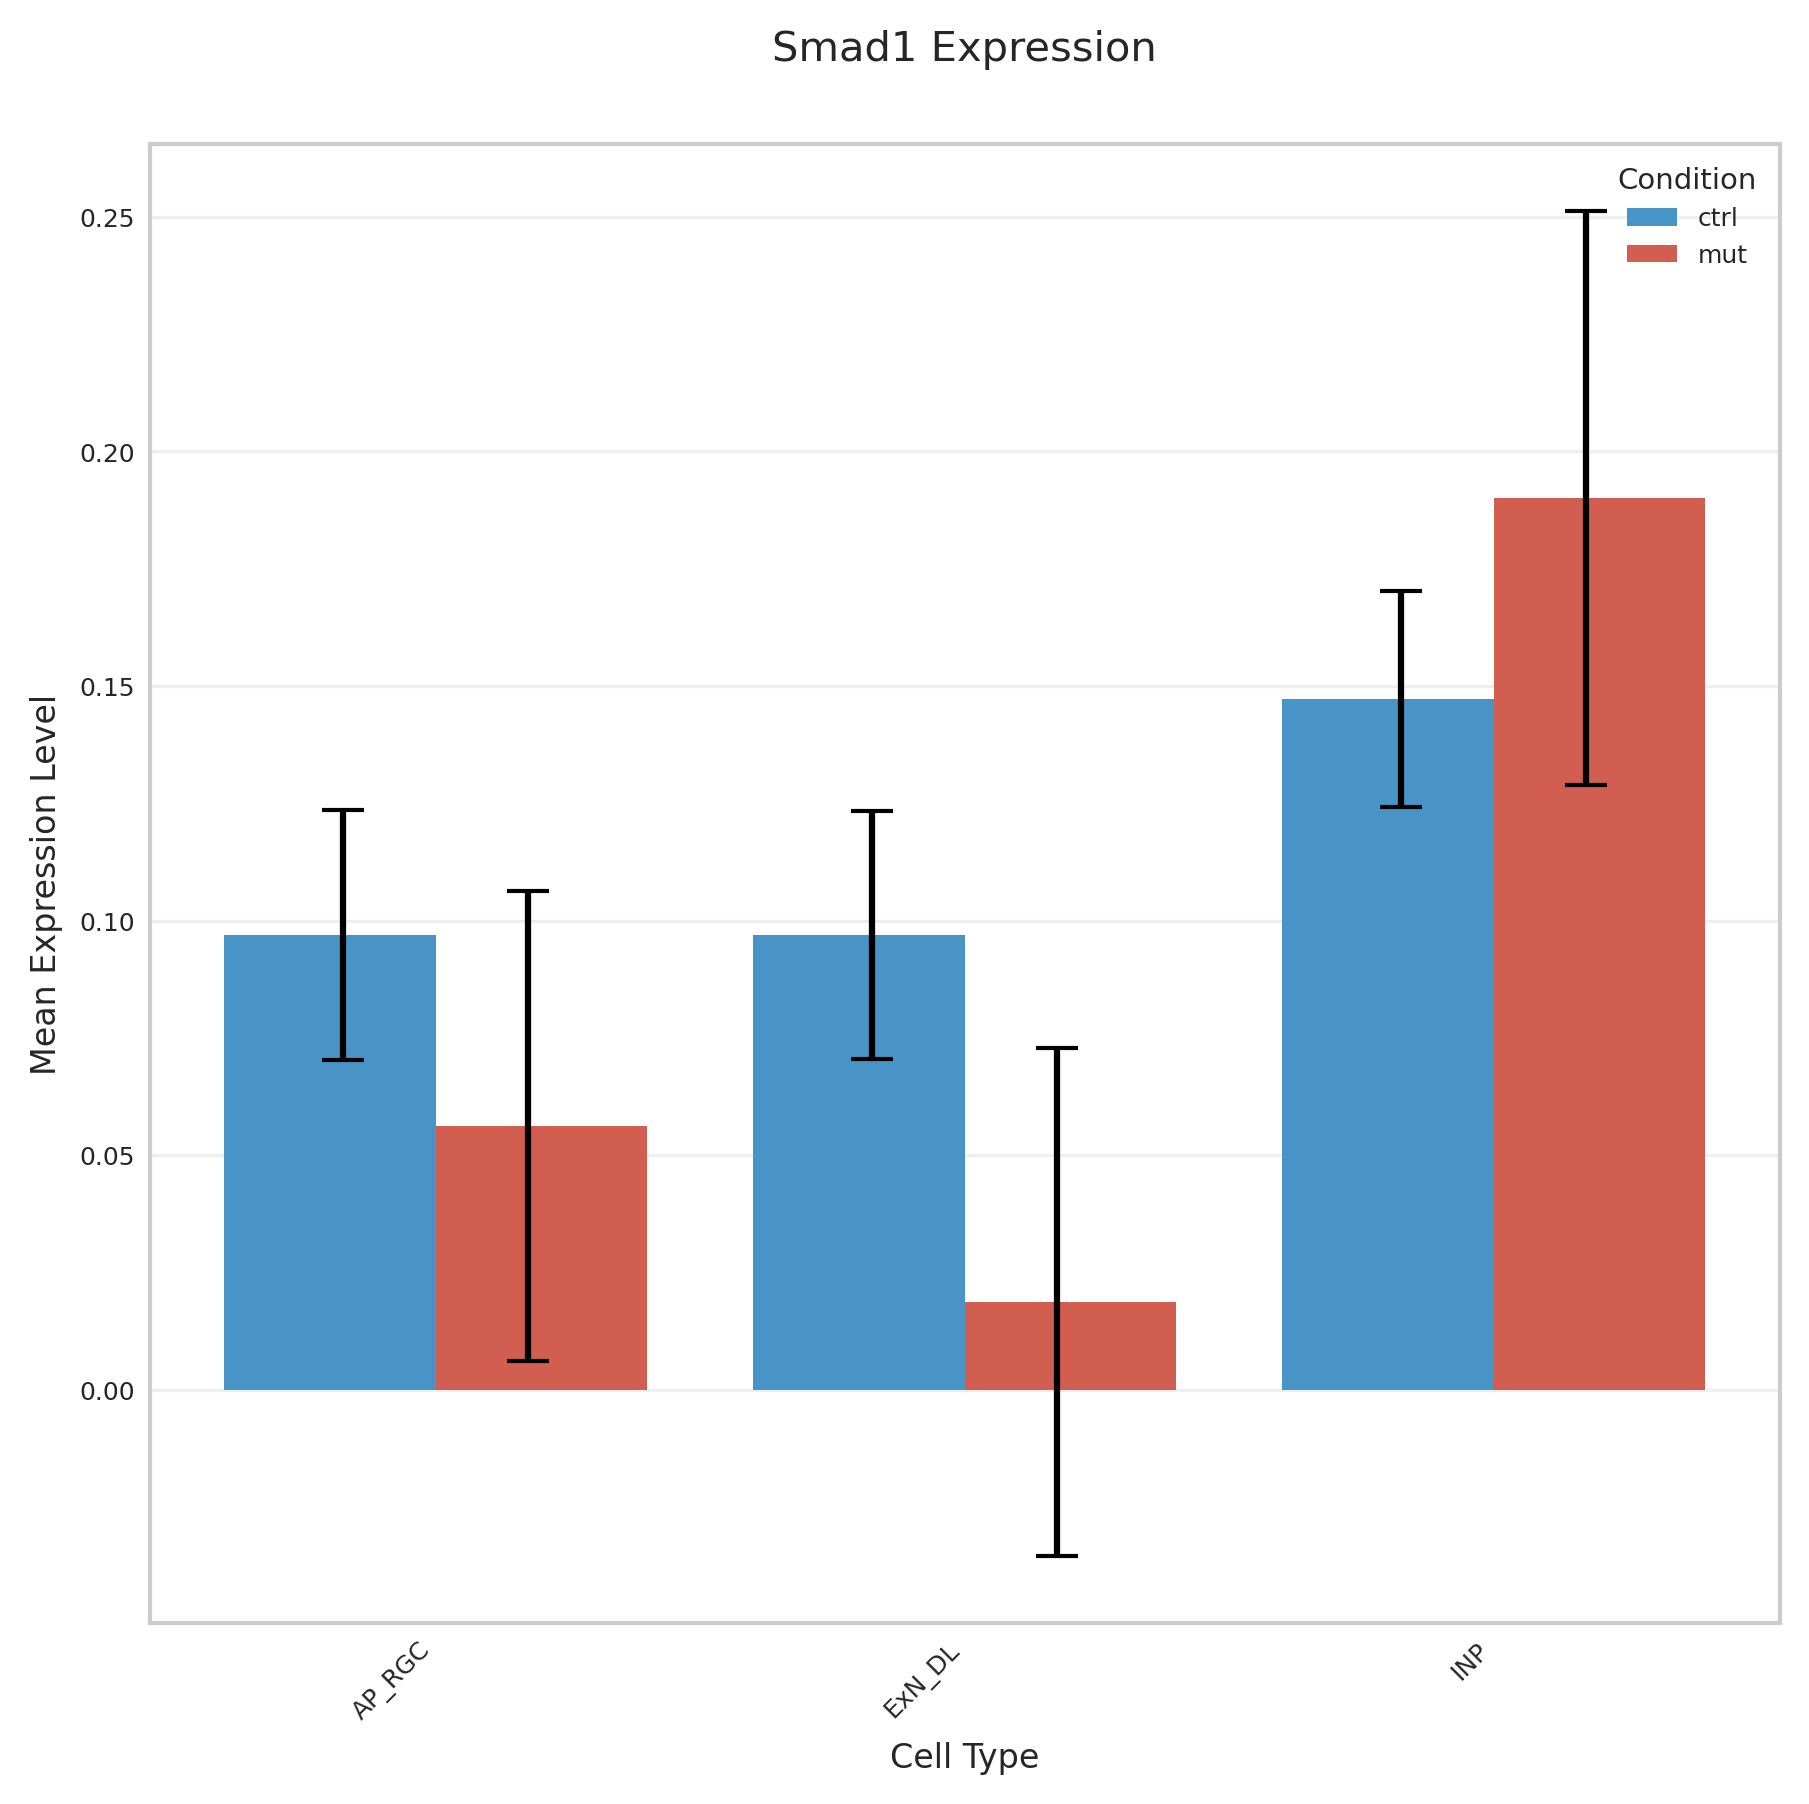 Smad1 Expression
Condition
ctrl
mut
0.25
0.20
0.15
0.10
0.05
0.00
Mean Expression Level
AP_RGC
ExN_DL
INP
Cell Type